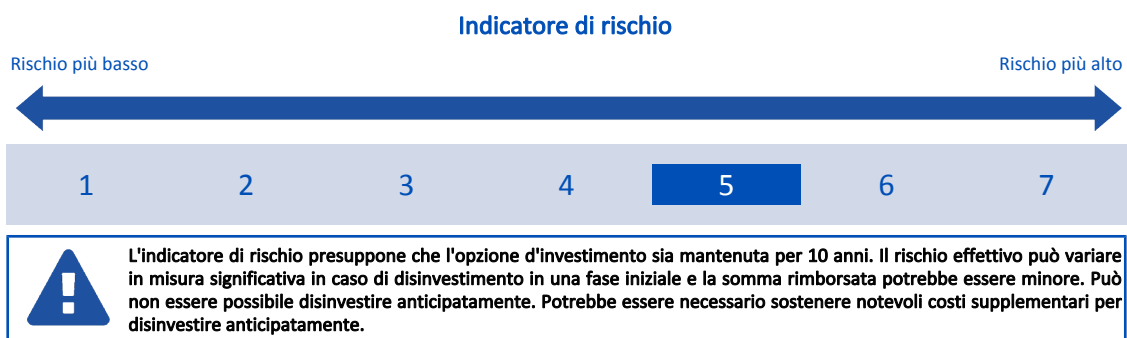 Indicatore di rischio
Rischio più basso
Rischio più alto
1 2 3 4 5 6 7
L'indicatore di rischio presuppone che l'opzione d'investimento sia mantenuta per 10 anni. Il rischio effettivo può variare
in misura significativa in caso di disinvestimento in una fase iniziale e la somma rimborsata potrebbe essere minore. Può
non essere possibile disinvestire anticipatamente. Potrebbe essere necessario sostenere notevoli costi supplementari per
disinvestire anticipatamente.